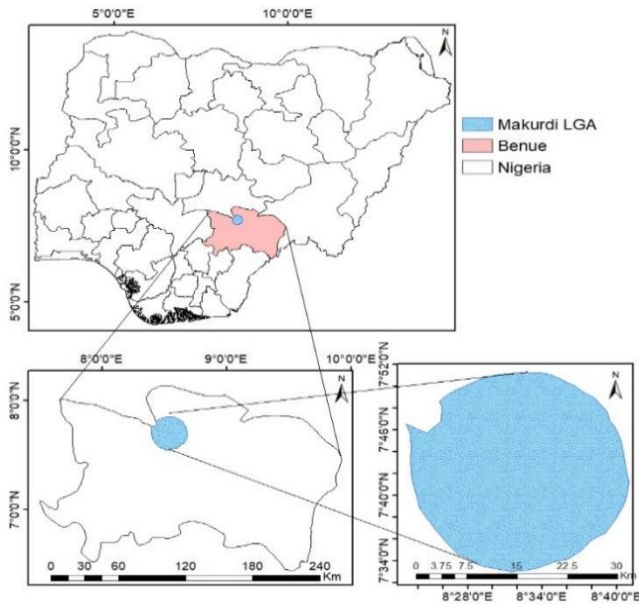 5°0'0"E 10°0'0"E
N
10°0'0"N
5°0'0"N
Makurdi LGA
Benue
Nigeria
8°0'0"E 9°0'0"E 10°0'0"E
N
8°0'0"N
7°0'0"N
0 30 60 120 180 240
Km
N
7°52'0"N
7°46'0"N
7°40'0"N
7°34'0"N
0 3.75 7.5 15 22.5 30
Km
8°28'0"E 8°34'0"E 8°40'0"E